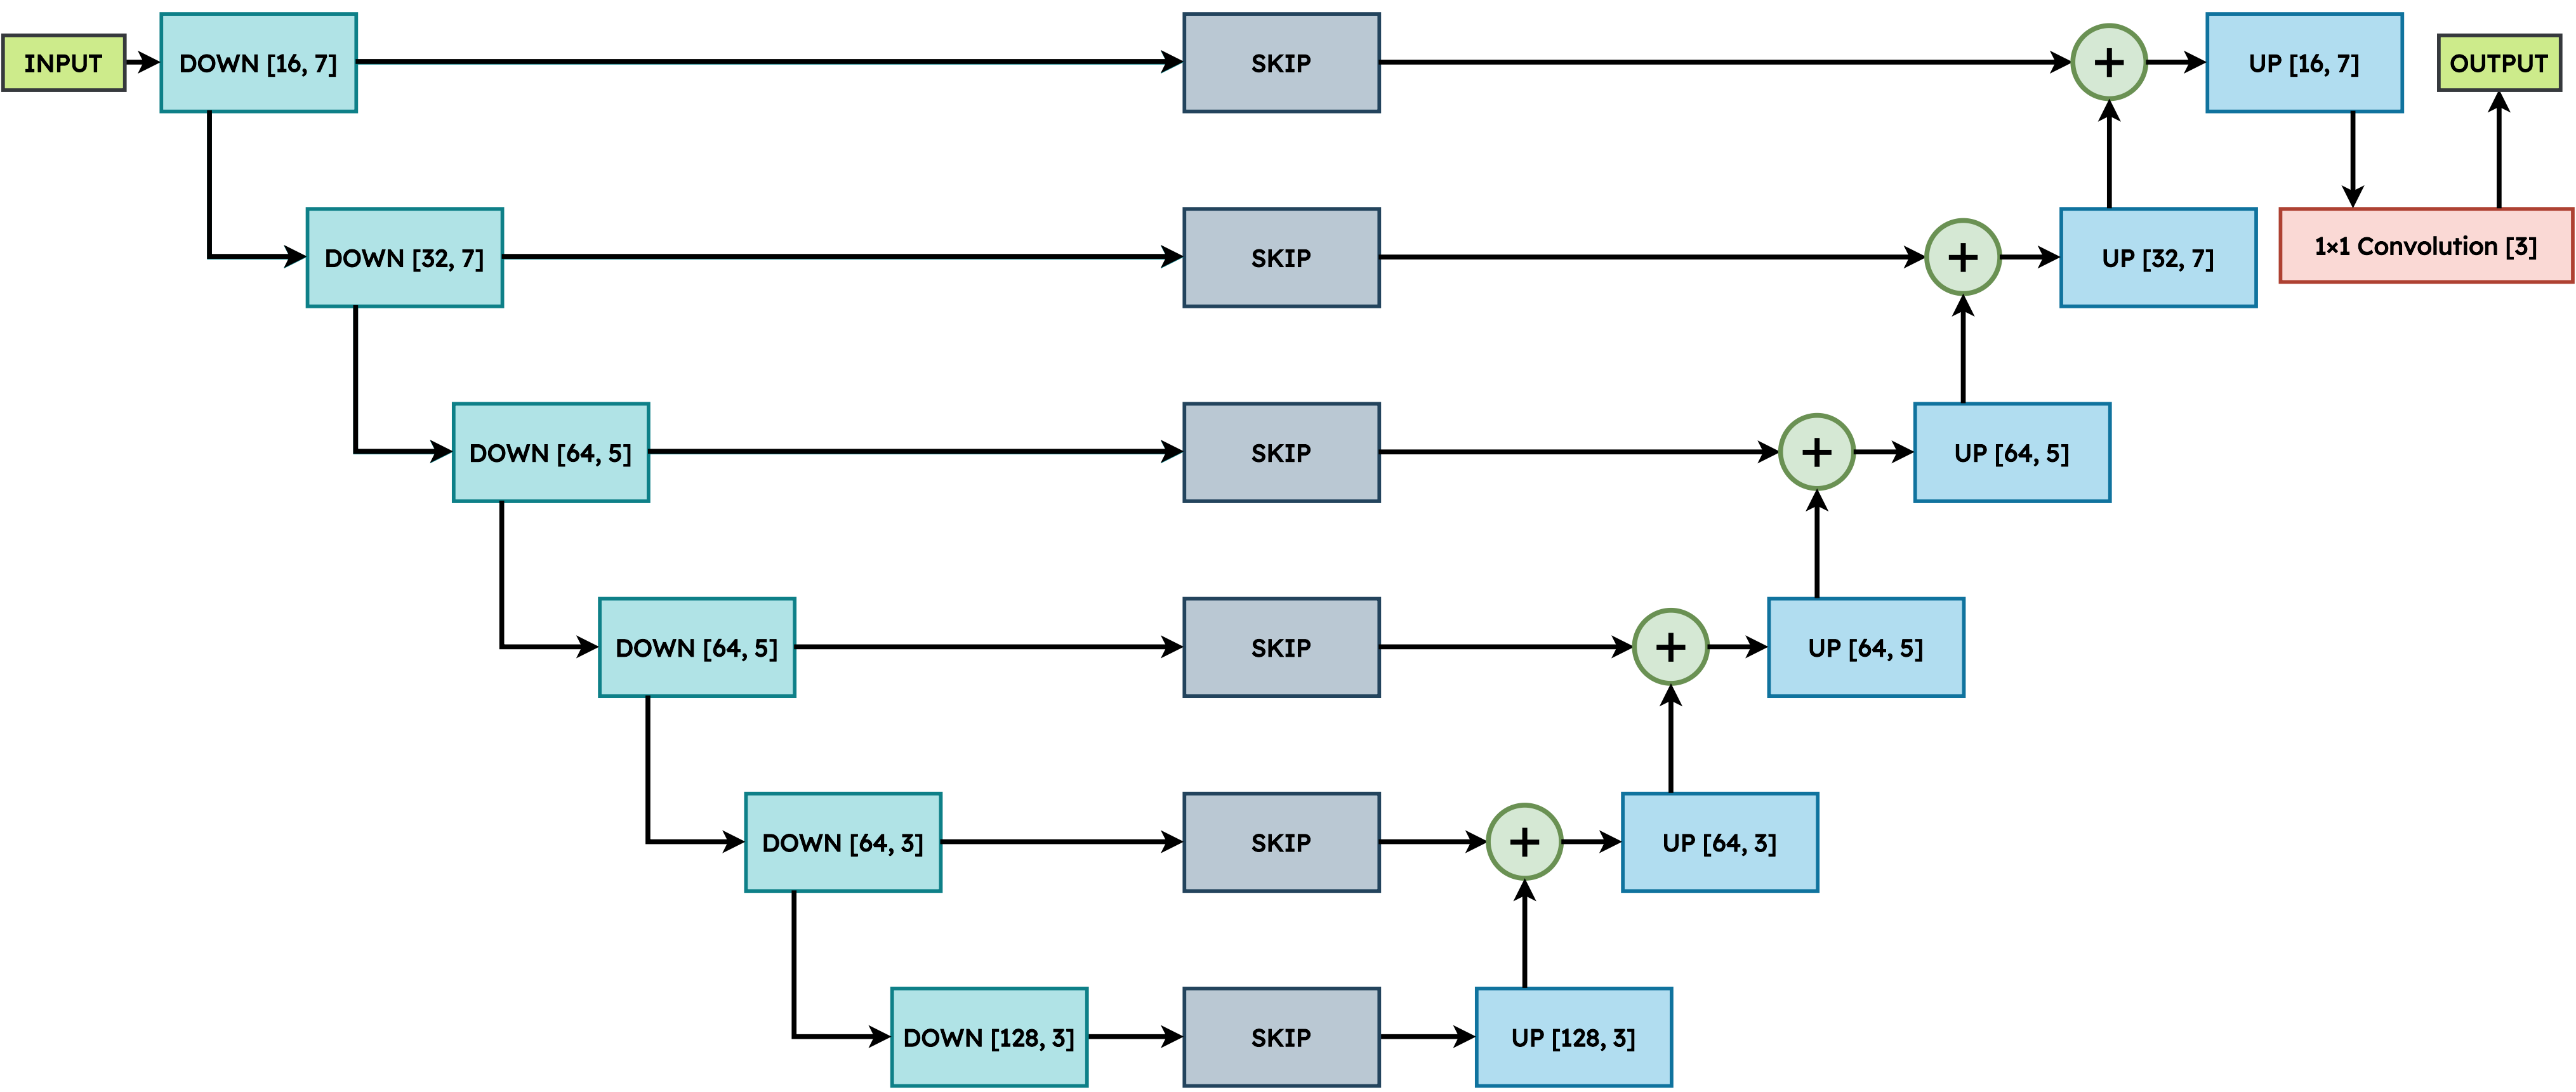 INPUT
DOWN [16, 7]
SKIP
+
UP [16, 7]
OUTPUT
DOWN [32, 7]
SKIP
+
UP [32, 7]
1×1 Convolution [3]
DOWN [64, 5]
SKIP
+
UP [64, 5]
DOWN [64, 5]
SKIP
+
UP [64, 5]
DOWN [64, 3]
SKIP
+
UP [64, 3]
DOWN [128, 3]
SKIP
UP [128, 3]